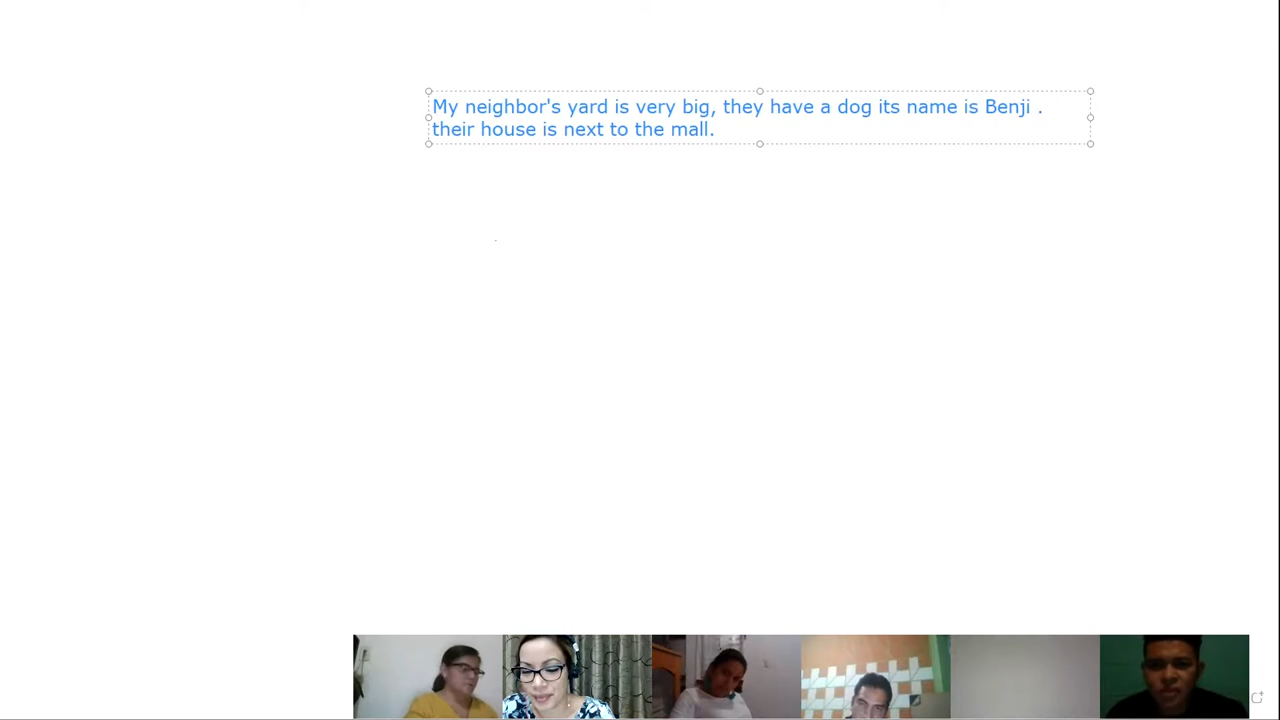 My neighbor's yard is very big, they have a dog its name is Benji .
their house is next to the mall.